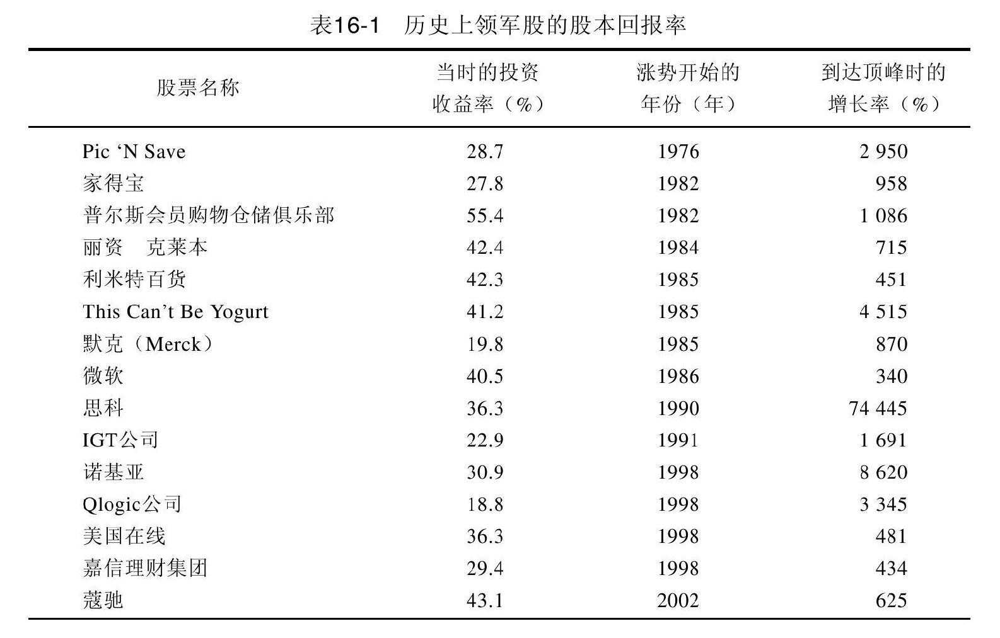 表16-1　历史上领军股的股本回报率
股票名称　当时的投资收益率（%）　涨势开始的年份（年）　到达顶峰时的增长率（%）
Pic ‘N Save　28.7　1976　2 950
家得宝　27.8　1982　958
普尔斯会员购物仓储俱乐部　55.4　1982　1 086
丽资　克莱本　42.4　1984　715
利米特百货　42.3　1985　451
This Can’t Be Yogurt　41.2　1985　4 515
默克（Merck）　19.8　1985　870
微软　40.5　1986　340
思科　36.3　1990　74 445
IGT公司　22.9　1991　1 691
诺基亚　30.9　1998　8 620
Qlogic公司　18.8　1998　3 345
美国在线　36.3　1998　481
嘉信理财集团　29.4　1998　434
蔻驰　43.1　2002　625